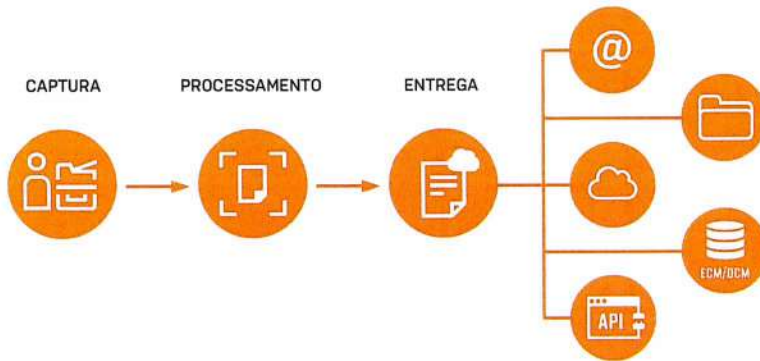 @
CAPTURA
PROCESSAMENTO
ENTREGA
ECM/DCM
API